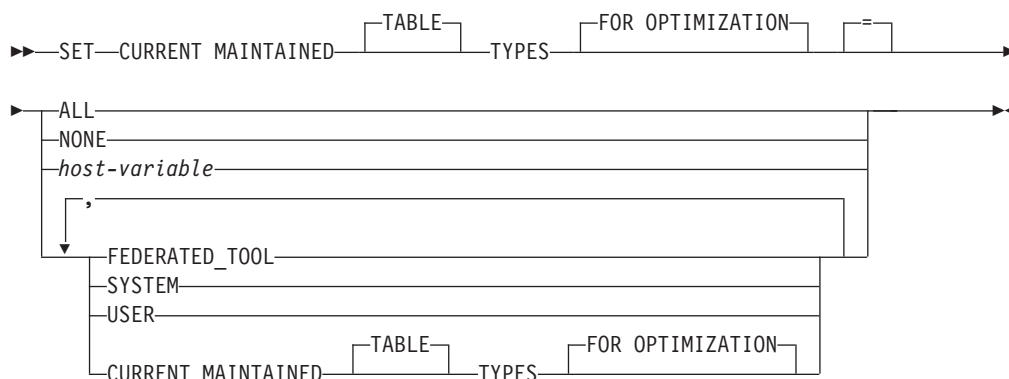 TABLE FOR OPTIMIZATION =
SET CURRENT MAINTAINED TYPES
ALL
NONE
host-variable
,
FEDERATED_TOOL
SYSTEM
USER
TABLE FOR OPTIMIZATION
CURRENT MAINTAINED TYPES